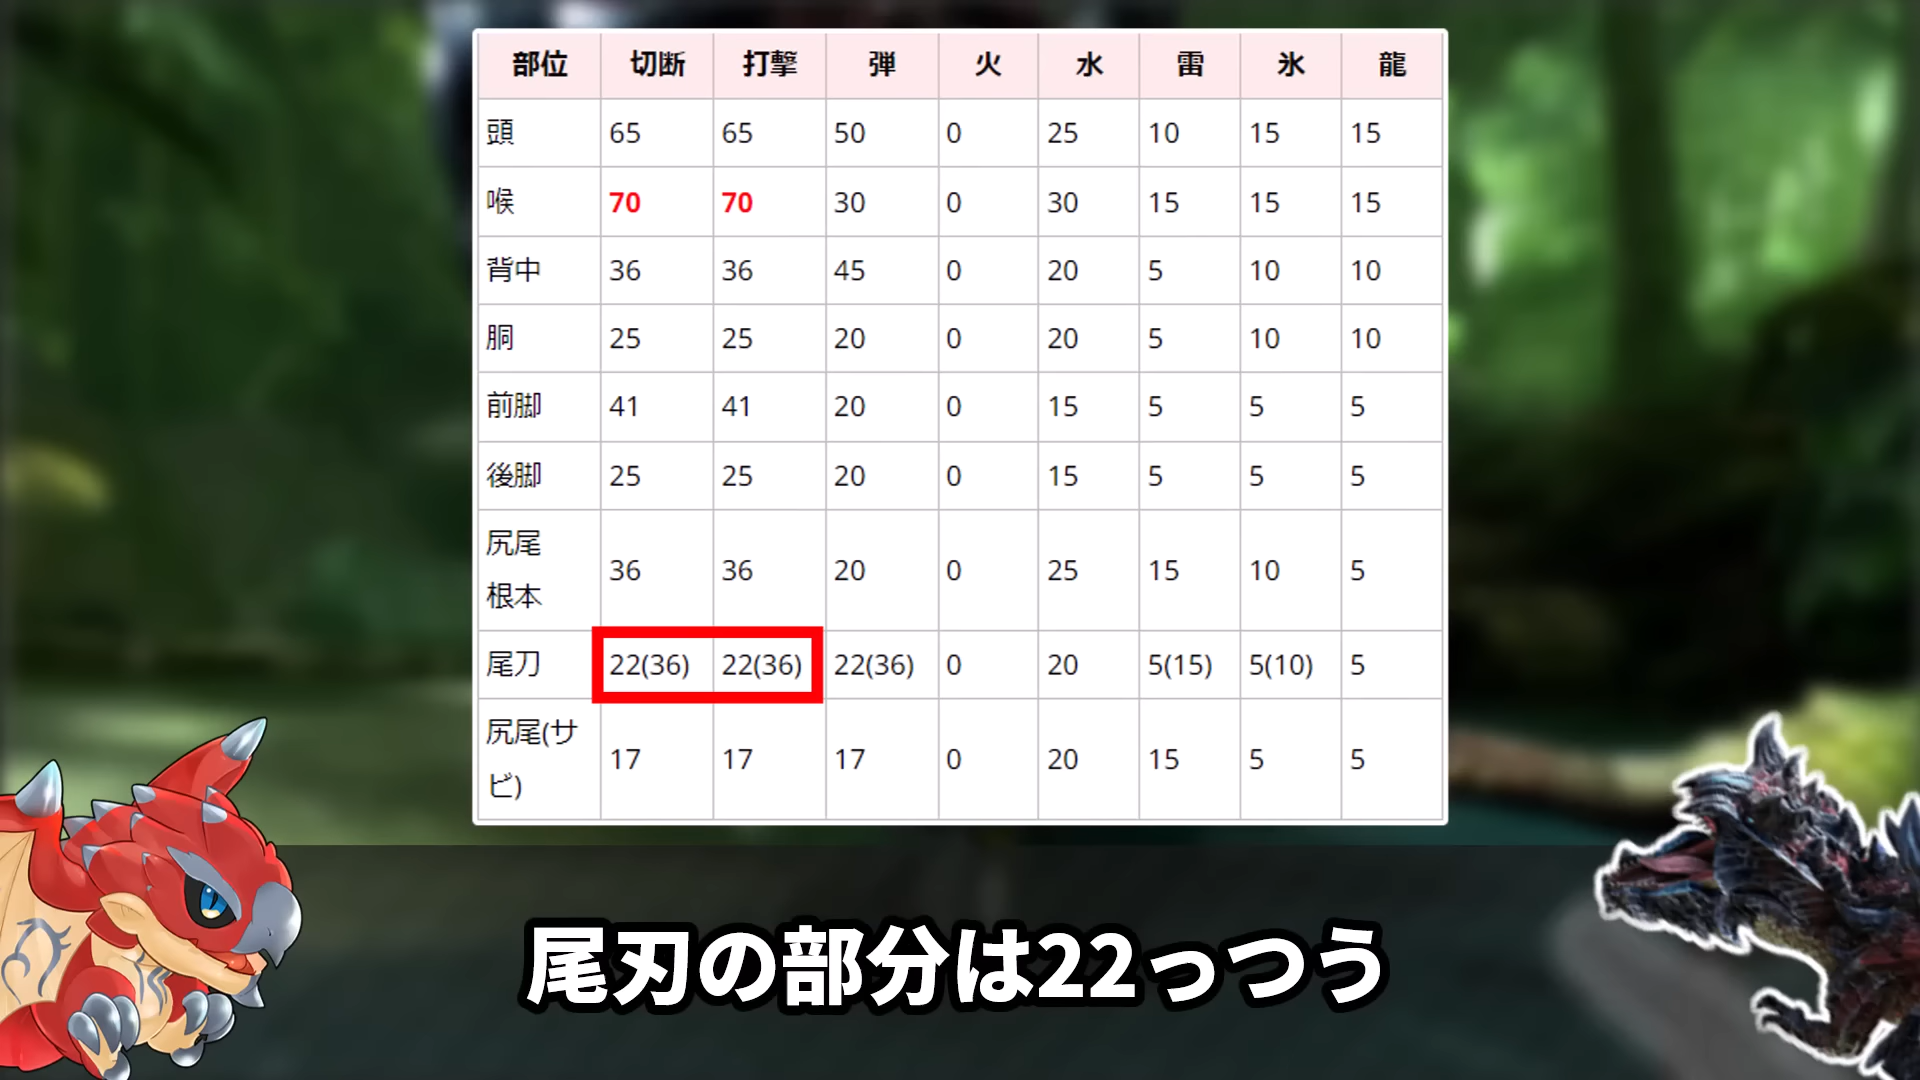 部位 切断 打撃 弾 火 水 雷 氷 龍
頭 65 65 50 0 25 10 15 15
喉 70 70 30 0 30 15 15 15
背中 36 36 45 0 20 5 10 10
胴 25 25 20 0 20 5 10 10
前脚 41 41 20 0 15 5 5 5
後脚 25 25 20 0 15 5 5 5
尻尾
根本 36 36 20 0 25 15 10 5
尾刀 22(36) 22(36) 22(36) 0 20 5(15) 5(10) 5
尻尾(サ
ビ) 17 17 17 0 20 15 5 5
尾刃の部分は22っつう